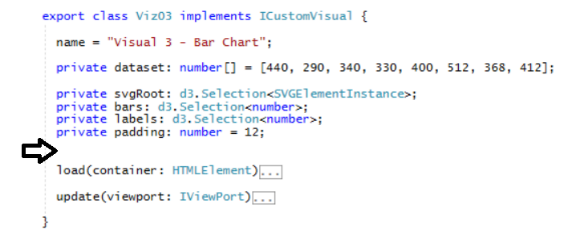 export class Viz03 implements ICustomVisual {
name = "Visual 3 - Bar Chart";
private dataset: number[] = [440, 290, 340, 330, 400, 512, 368, 412];
private svgRoot: d3.Selection<SVGElementInstance>;
private bars: d3.Selection<number>;
private labels: d3.Selection<number>;
private padding: number = 12;
load(container: HTMLElement)...
update(viewport: IViewPort)...
}